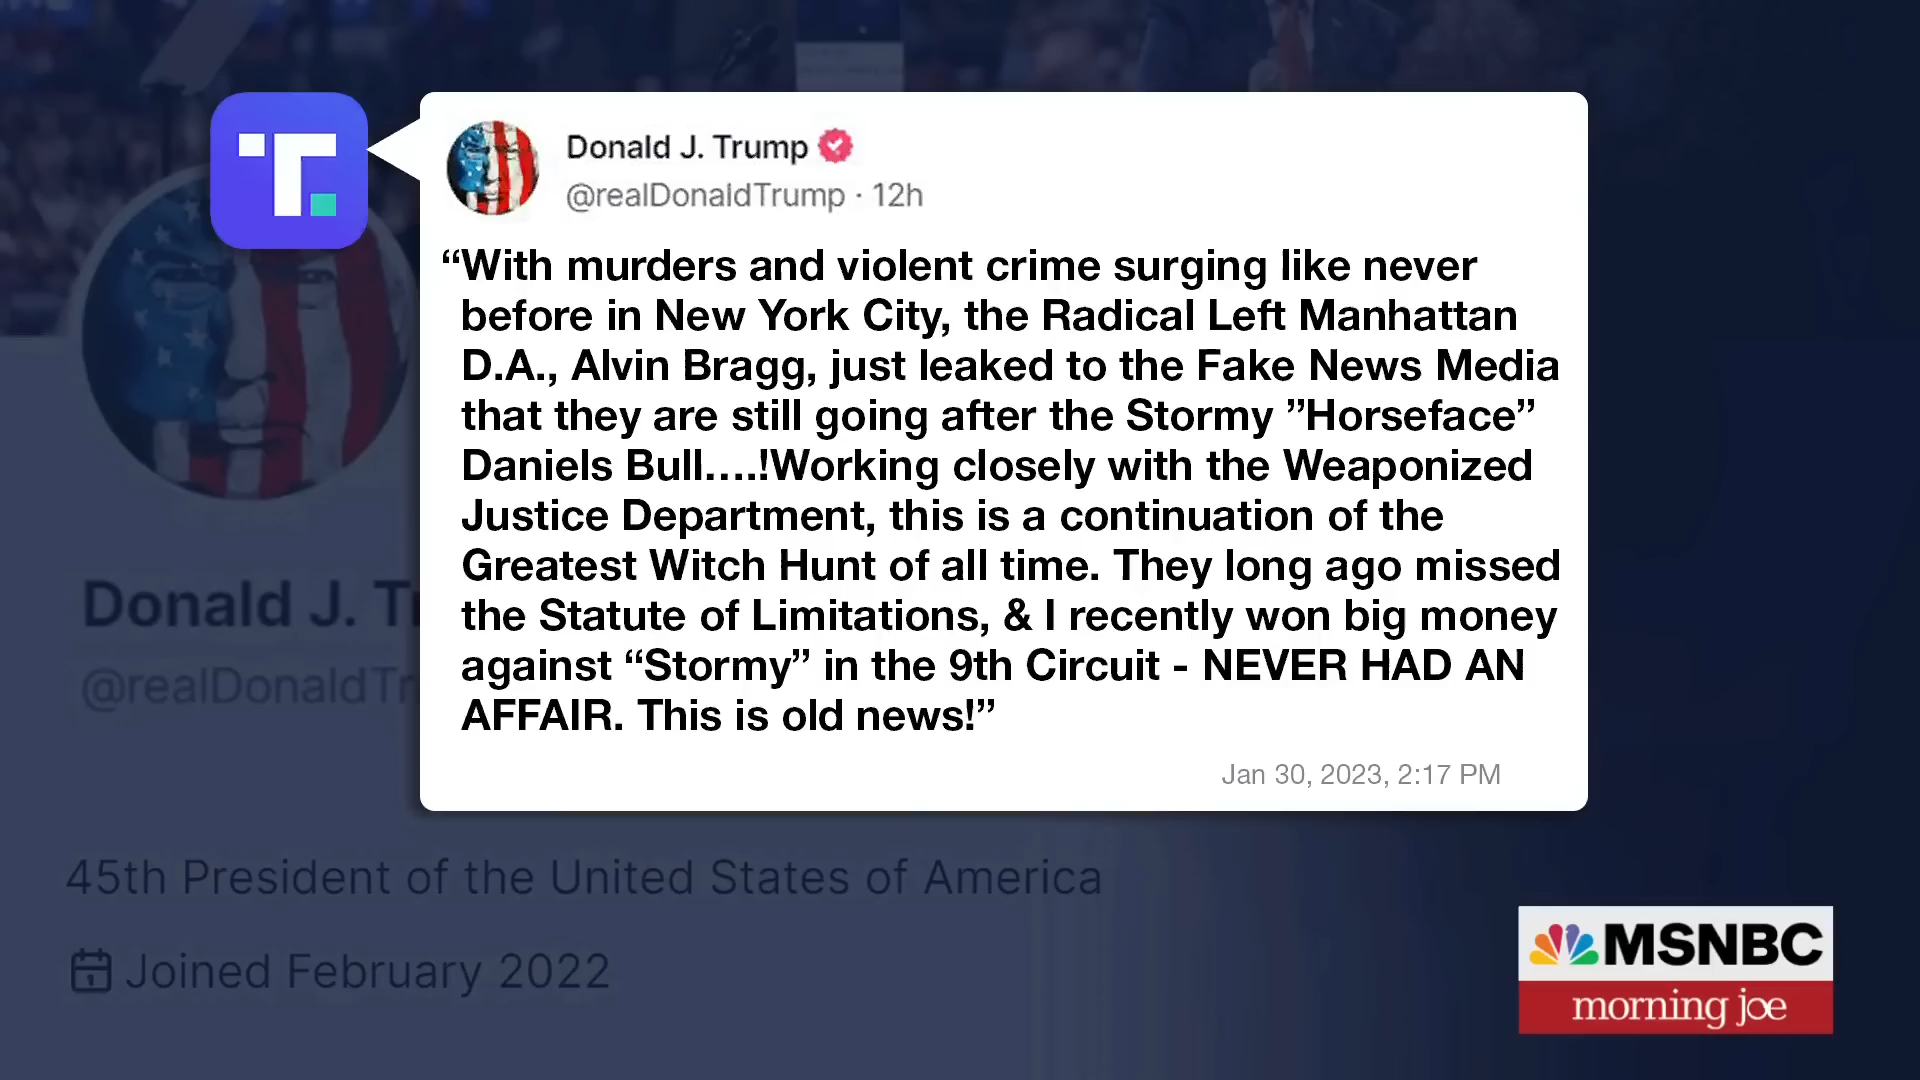 Donald J. Trump
@realDonaldTrump · 12h
“With murders and violent crime surging like never
before in New York City, the Radical Left Manhattan
D.A., Alvin Bragg, just leaked to the Fake News Media
that they are still going after the Stormy ”Horseface”
Daniels Bull....!Working closely with the Weaponized
Justice Department, this is a continuation of the
Greatest Witch Hunt of all time. They long ago missed
the Statute of Limitations, & I recently won big money
against “Stormy” in the 9th Circuit - NEVER HAD AN
AFFAIR. This is old news!”
Jan 30, 2023, 2:17 PM
Donald J. Tr
@realDonaldTr
45th President of the United States of America
Joined February 2022
MSNBC
morning joe